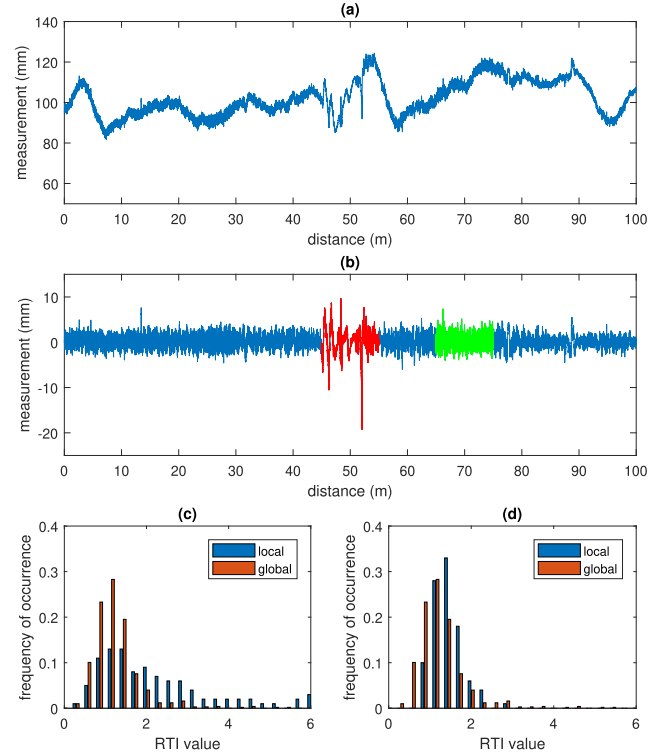 (a)
140
120
100
80
60
measurement (mm)
0 10 20 30 40 50 60 70 80 90 100
distance (m)
(b)
10
0
-10
-20
measurement (mm)
0 10 20 30 40 50 60 70 80 90 100
distance (m)
(c)
0.4
0.3
0.2
0.1
0
frequency of occurrence
local
global
0 2 4 6
RTI value
(d)
0.4
0.3
0.2
0.1
0
frequency of occurrence
local
global
0 2 4 6
RTI value